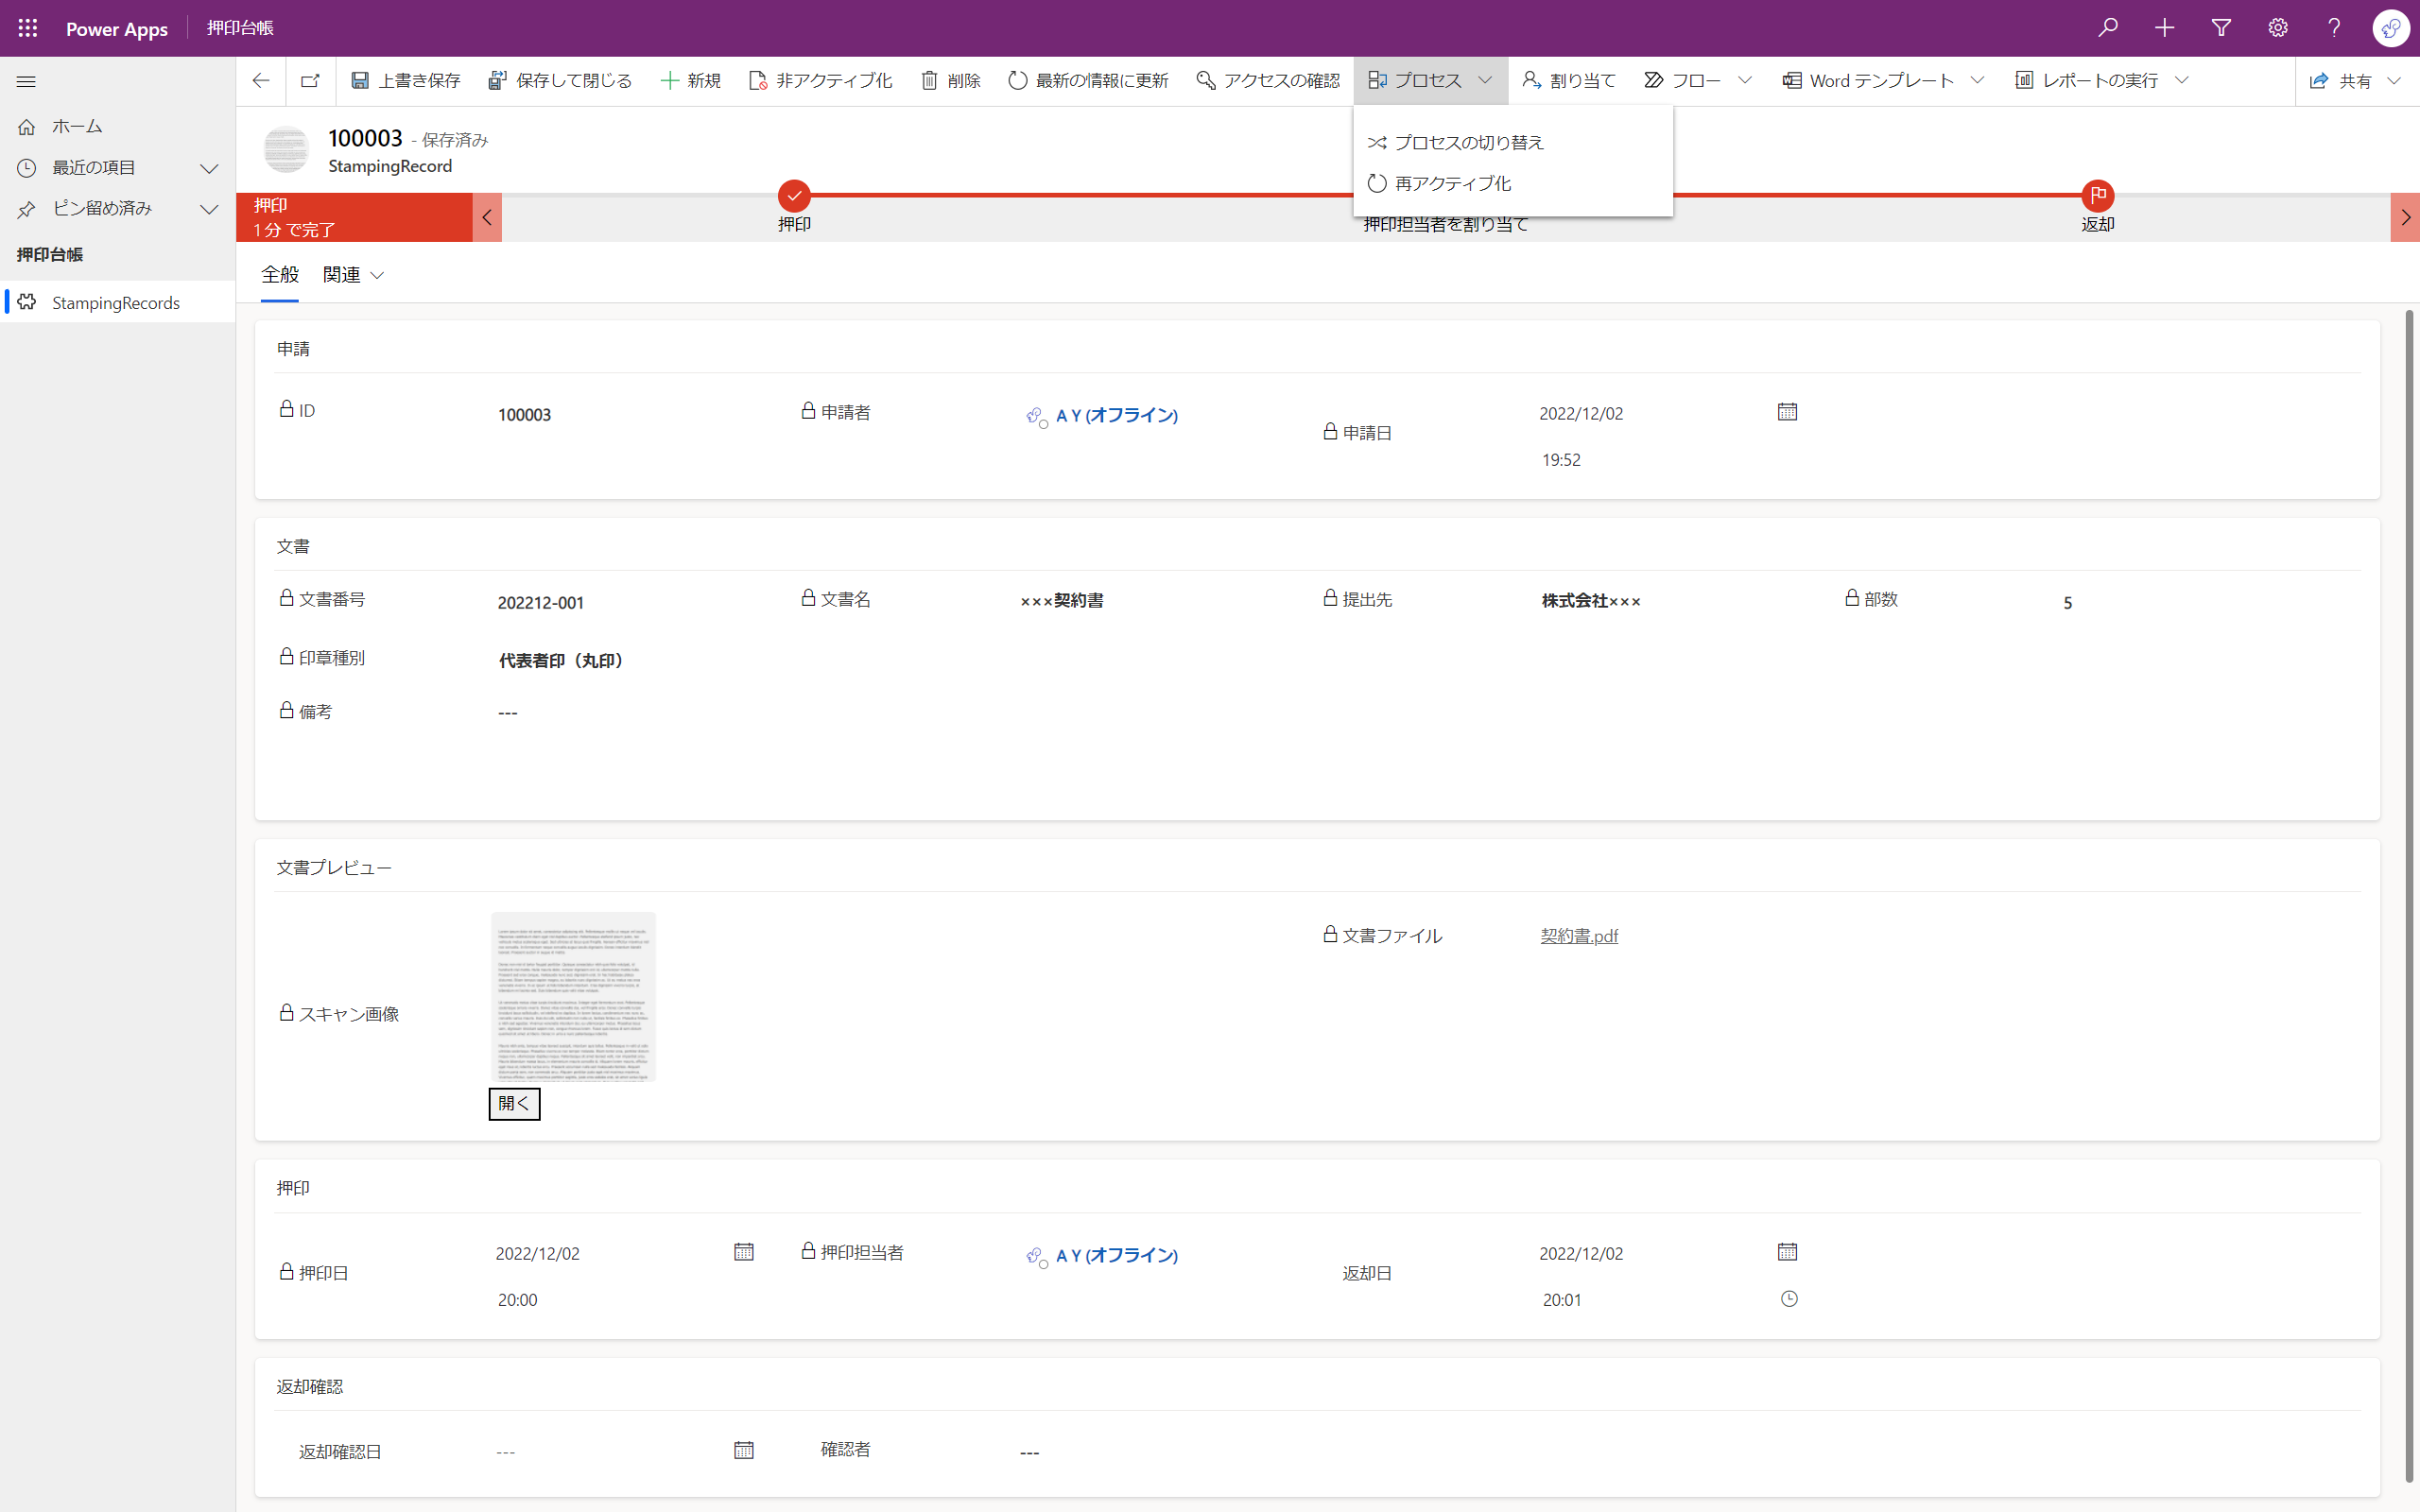 Power Apps 押印台帳
上書き保存 保存して閉じる 新規 非アクティブ化 削除 最新の情報に更新 アクセスの確認 プロセス 割り当て フロー Word テンプレート レポートの実行 共有
ホーム
最近の項目
ピン留め済み
押印台帳
StampingRecords
プロセスの切り替え
再アクティブ化
100003 - 保存済み
StampingRecord
押印
1分 で完了
押印 押印担当者を割り当て 返却
全般 関連
申請
ID 100003 申請者 A Y (オフライン) 申請日 2022/12/02
19:52
文書
文書番号 202212-001 文書名 ×××契約書 提出先 株式会社××× 部数 5
印章種別 代表者印（丸印）
備考 ---
文書プレビュー
スキャン画像 文書ファイル 契約書.pdf
開く
押印
押印日 2022/12/02 押印担当者 A Y (オフライン) 返却日 2022/12/02
20:00 20:01
返却確認
返却確認日 --- 確認者 ---